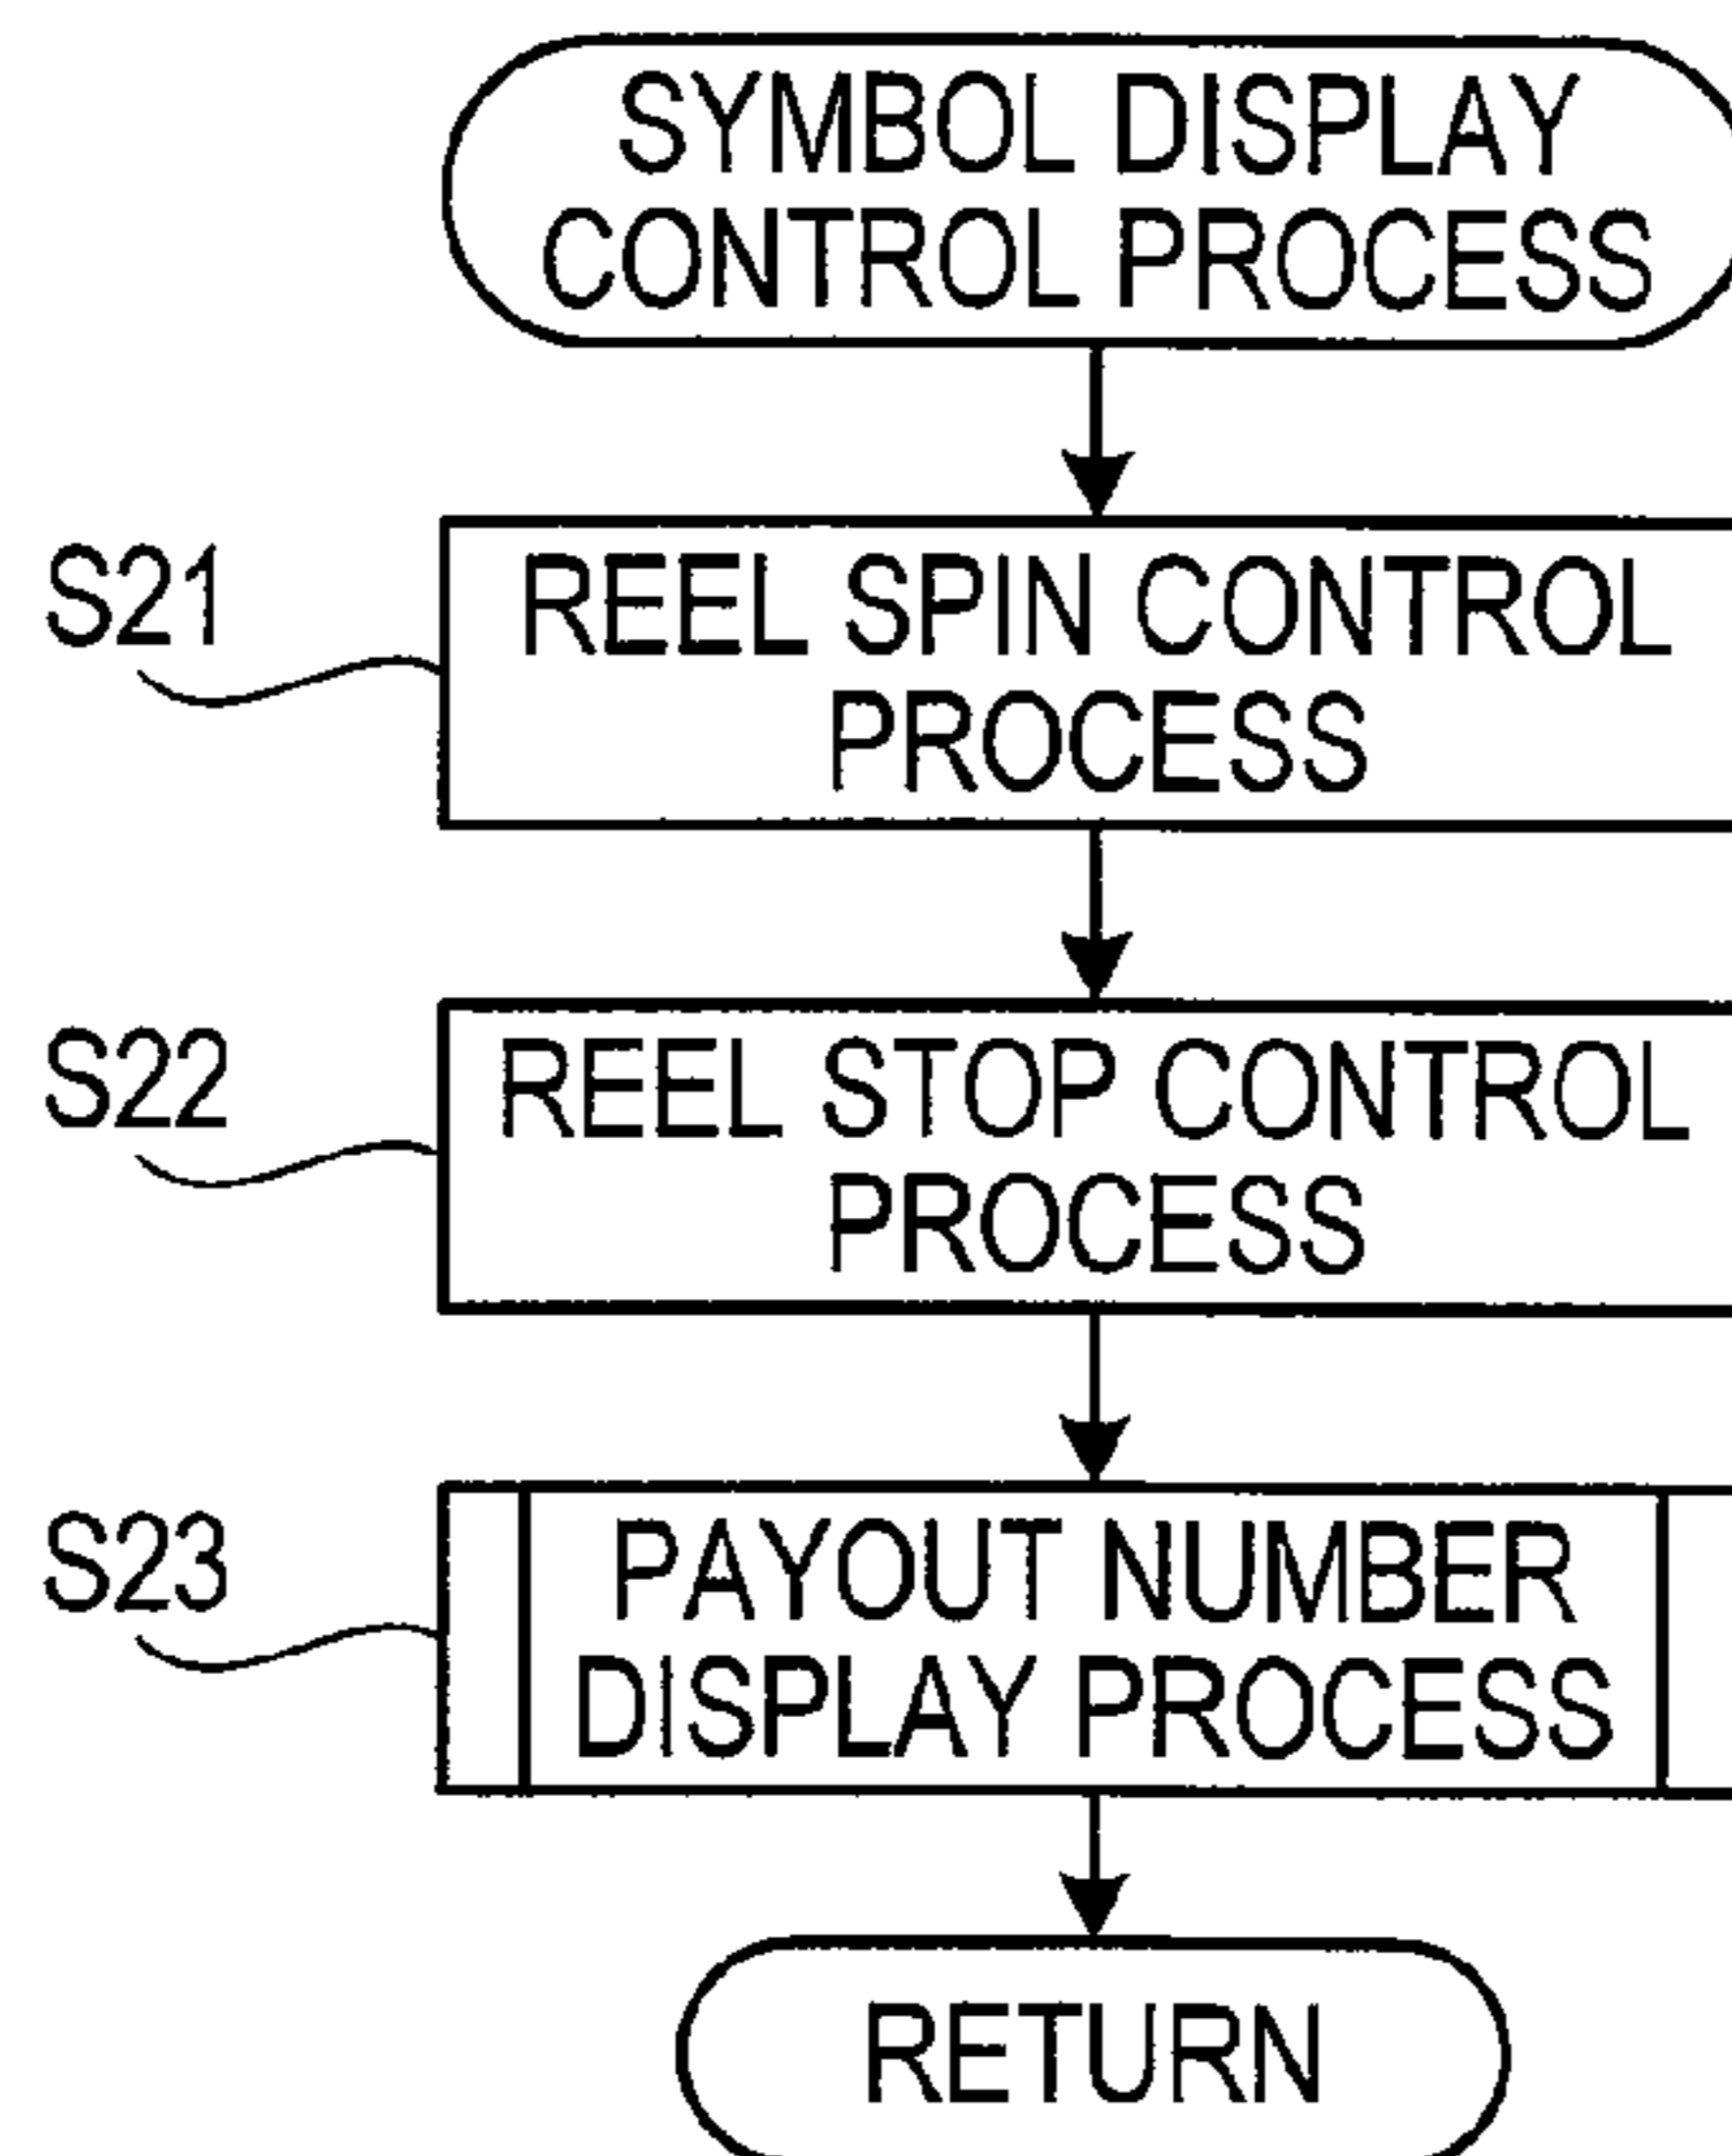 SYMBOL DISPLAY
CONTROL PROCESS
S21
REEL SPIN CONTROL
PROCESS
S22
REEL STOP CONTROL
PROCESS
S23
PAYOUT NUMBER
DISPLAY PROCESS
RETURN